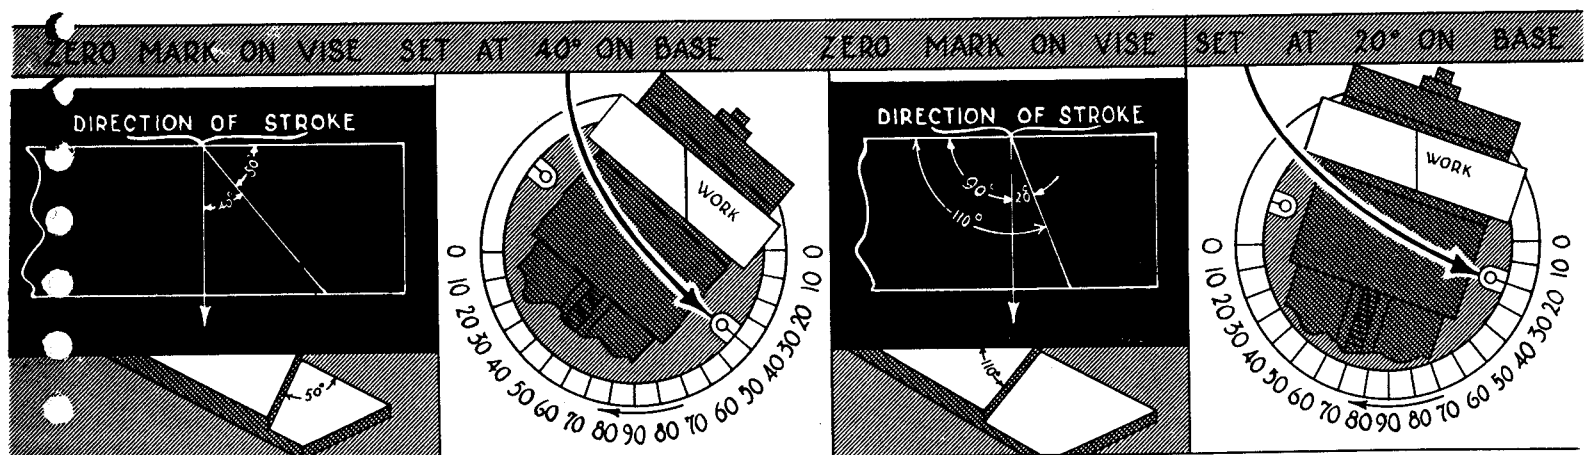 ZERO MARK ON VISE SET AT 40° ON BASE
DIRECTION OF STROKE
50°
40°
50°
WORK
0 10 20 30 40 50 60 70 80 90 80 70 60 50 40 30 20 10 0
ZERO MARK ON VISE SET AT 20° ON BASE
DIRECTION OF STROKE
90°
20°
110°
110°
WORK
0 10 20 30 40 50 60 70 80 90 80 70 60 50 40 30 20 10 0